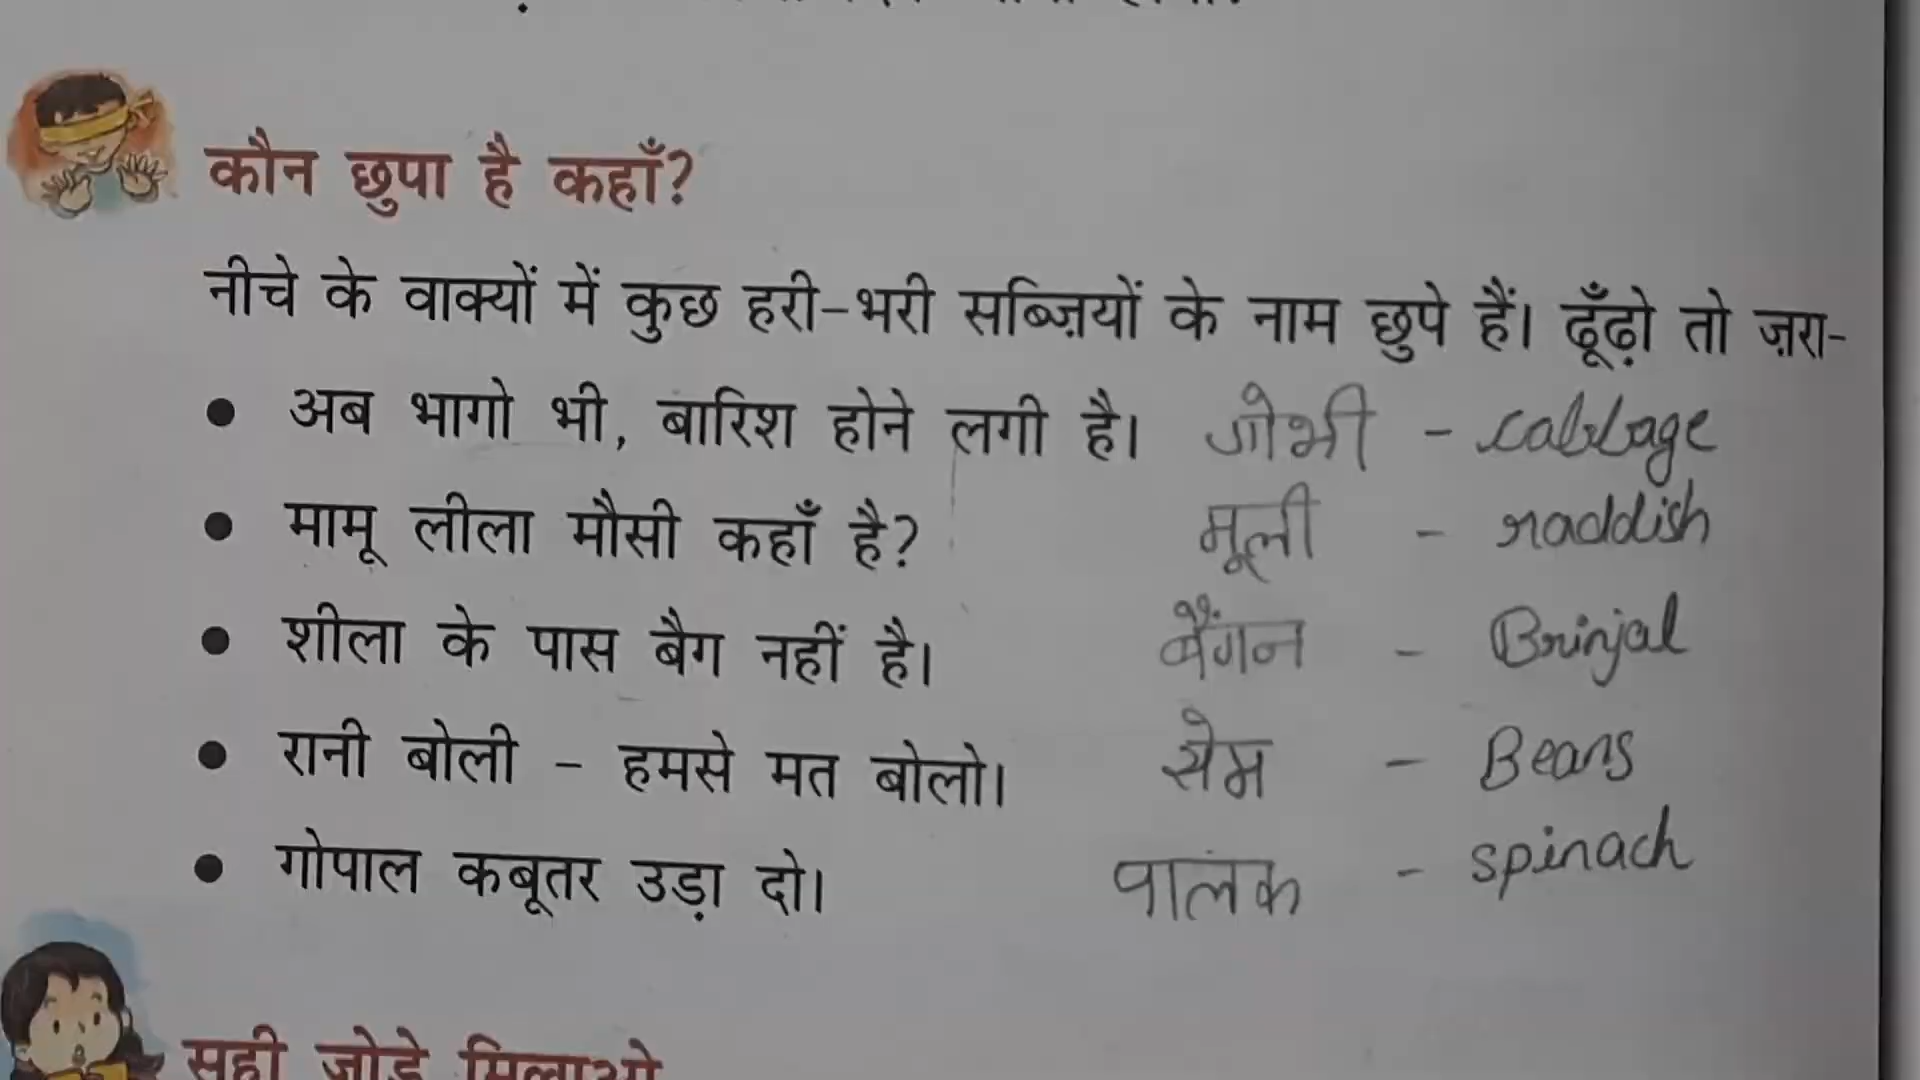 कौन छुपा है कहाँ?
नीचे के वाक्यों में कुछ हरी-भरी सब्ज़ियों के नाम छुपे हैं। ढूँढ़ो तो ज़रा-
• अब भागो भी, बारिश होने लगी है। गोभी - cabbage
• मामू लीला मौसी कहाँ है? मूली - raddish
• शीला के पास बैग नहीं है। बैंगन - Brinjal
• रानी बोली - हमसे मत बोलो। सेम - Beans
• गोपाल कबूतर उड़ा दो। पालक - spinach
सही जोड़े मिलाओ